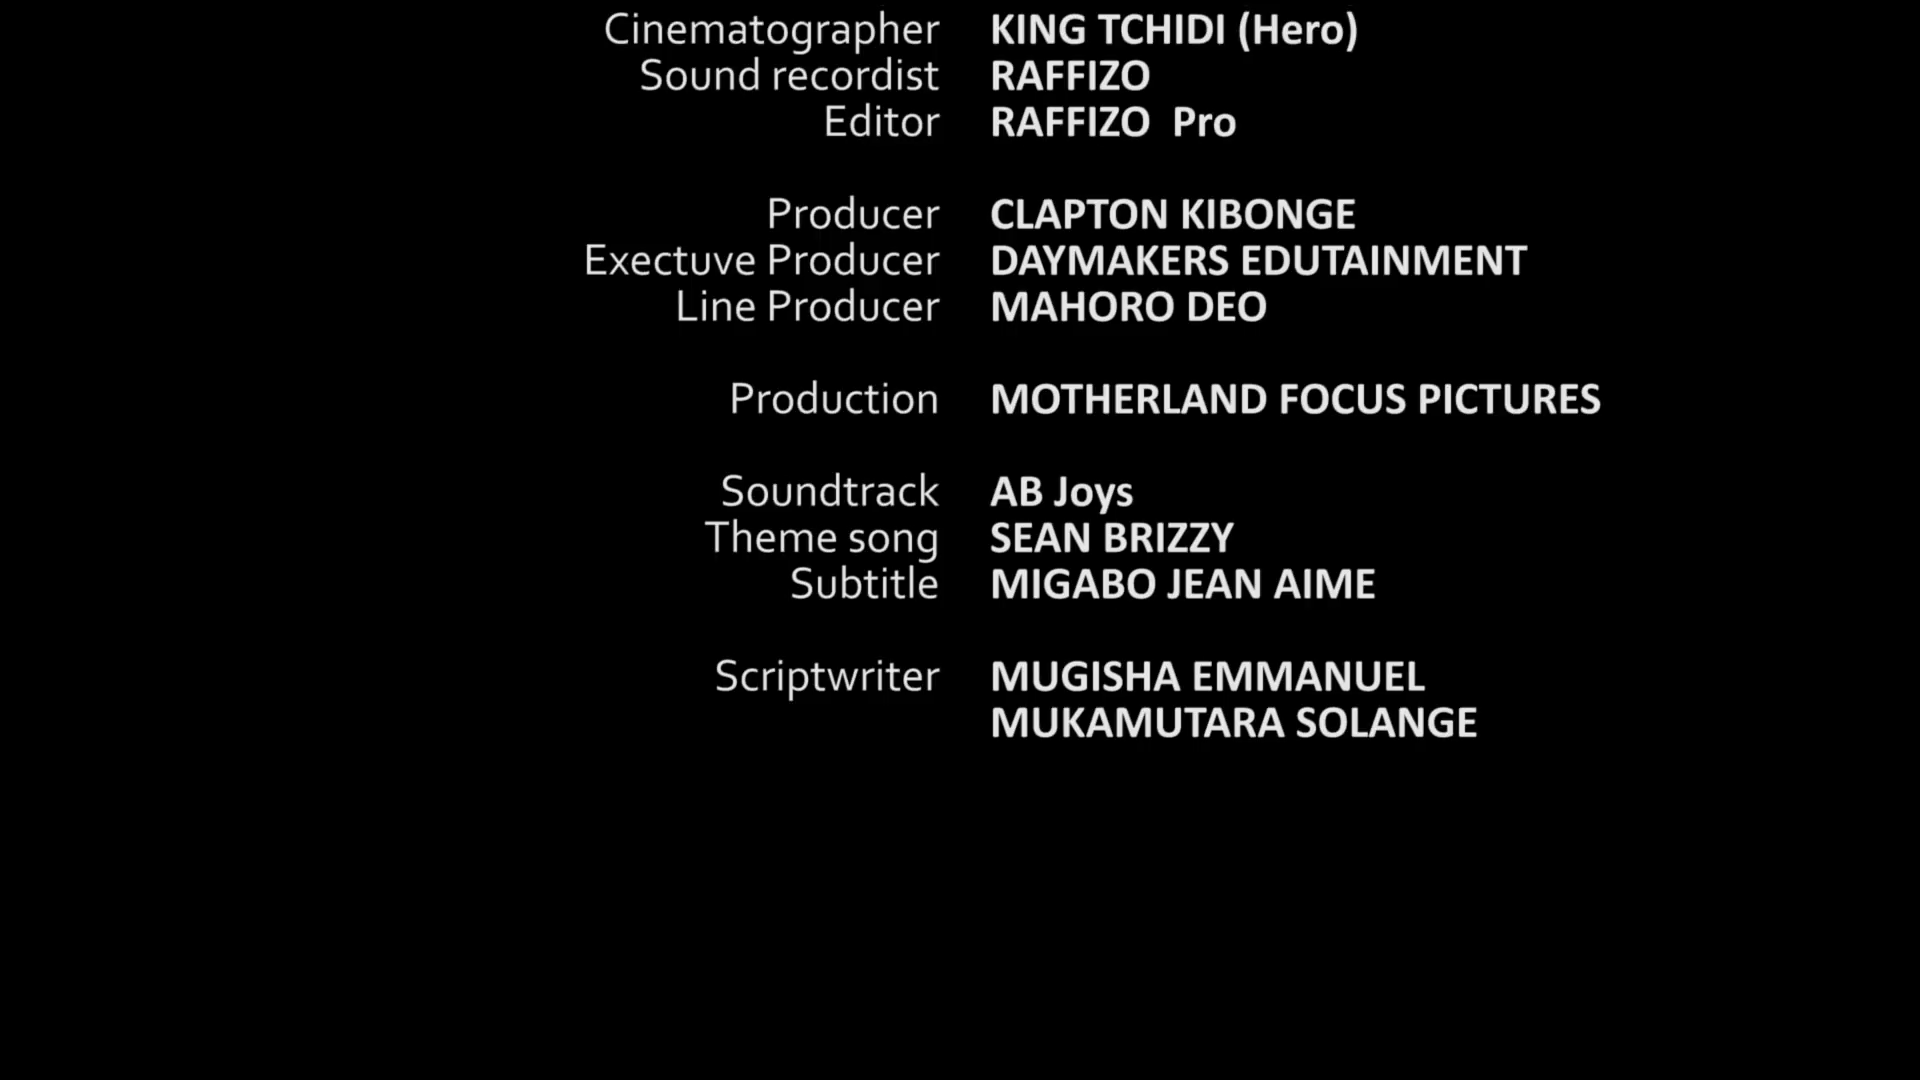 Cinematographer KING TCHIDI (Hero)
Sound recordist RAFFIZO
Editor RAFFIZO Pro
Producer CLAPTON KIBONGE
Exectuve Producer DAYMAKERS EDUTAINMENT
Line Producer MAHORO DEO
Production MOTHERLAND FOCUS PICTURES
Soundtrack AB Joys
Theme song SEAN BRIZZY
Subtitle MIGABO JEAN AIME
Scriptwriter MUGISHA EMMANUEL
MUKAMUTARA SOLANGE